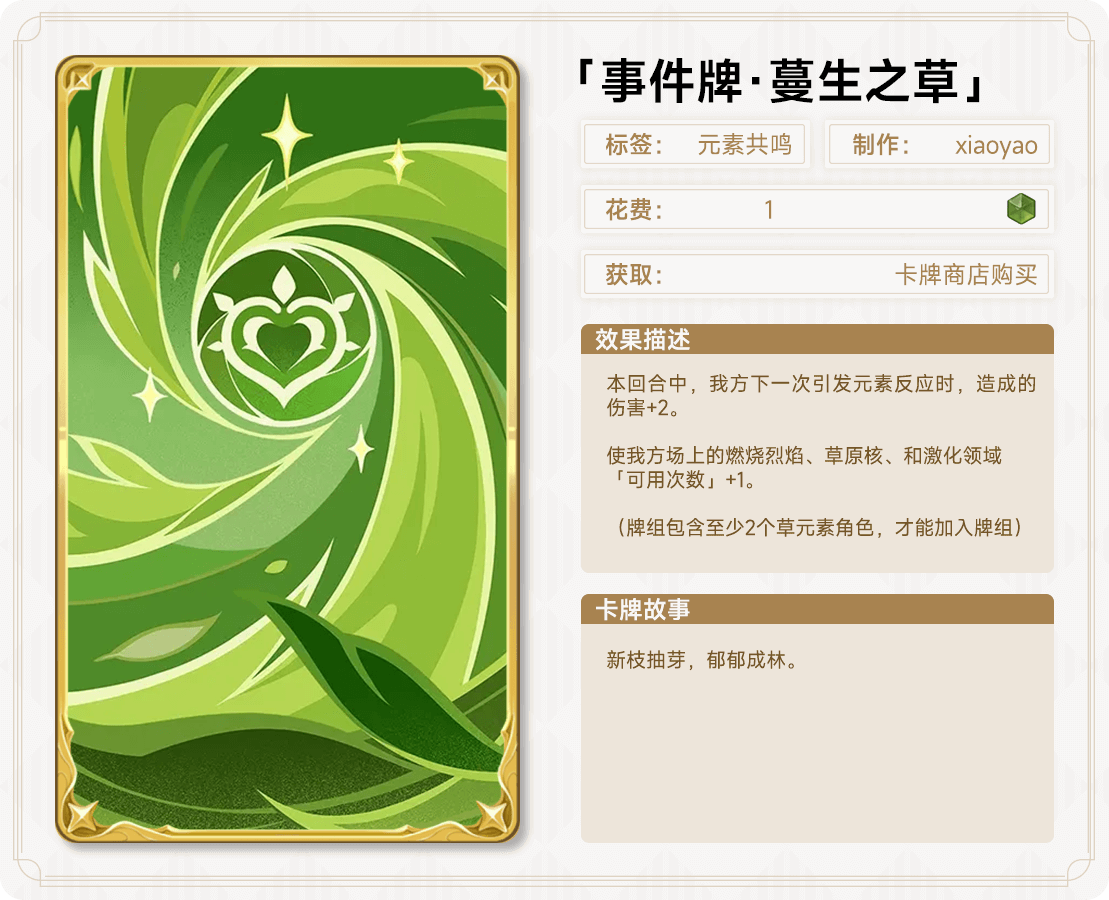 「事件牌·蔓生之草」
标签： 元素共鸣
制作： xiaoyao
花费： 1
获取： 卡牌商店购买
效果描述
本回合中，我方下一次引发元素反应时，造成的
伤害+2。
使我方场上的燃烧烈焰、草原核、和激化领域
「可用次数」+1。
（牌组包含至少2个草元素角色，才能加入牌组）
卡牌故事
新枝抽芽，郁郁成林。